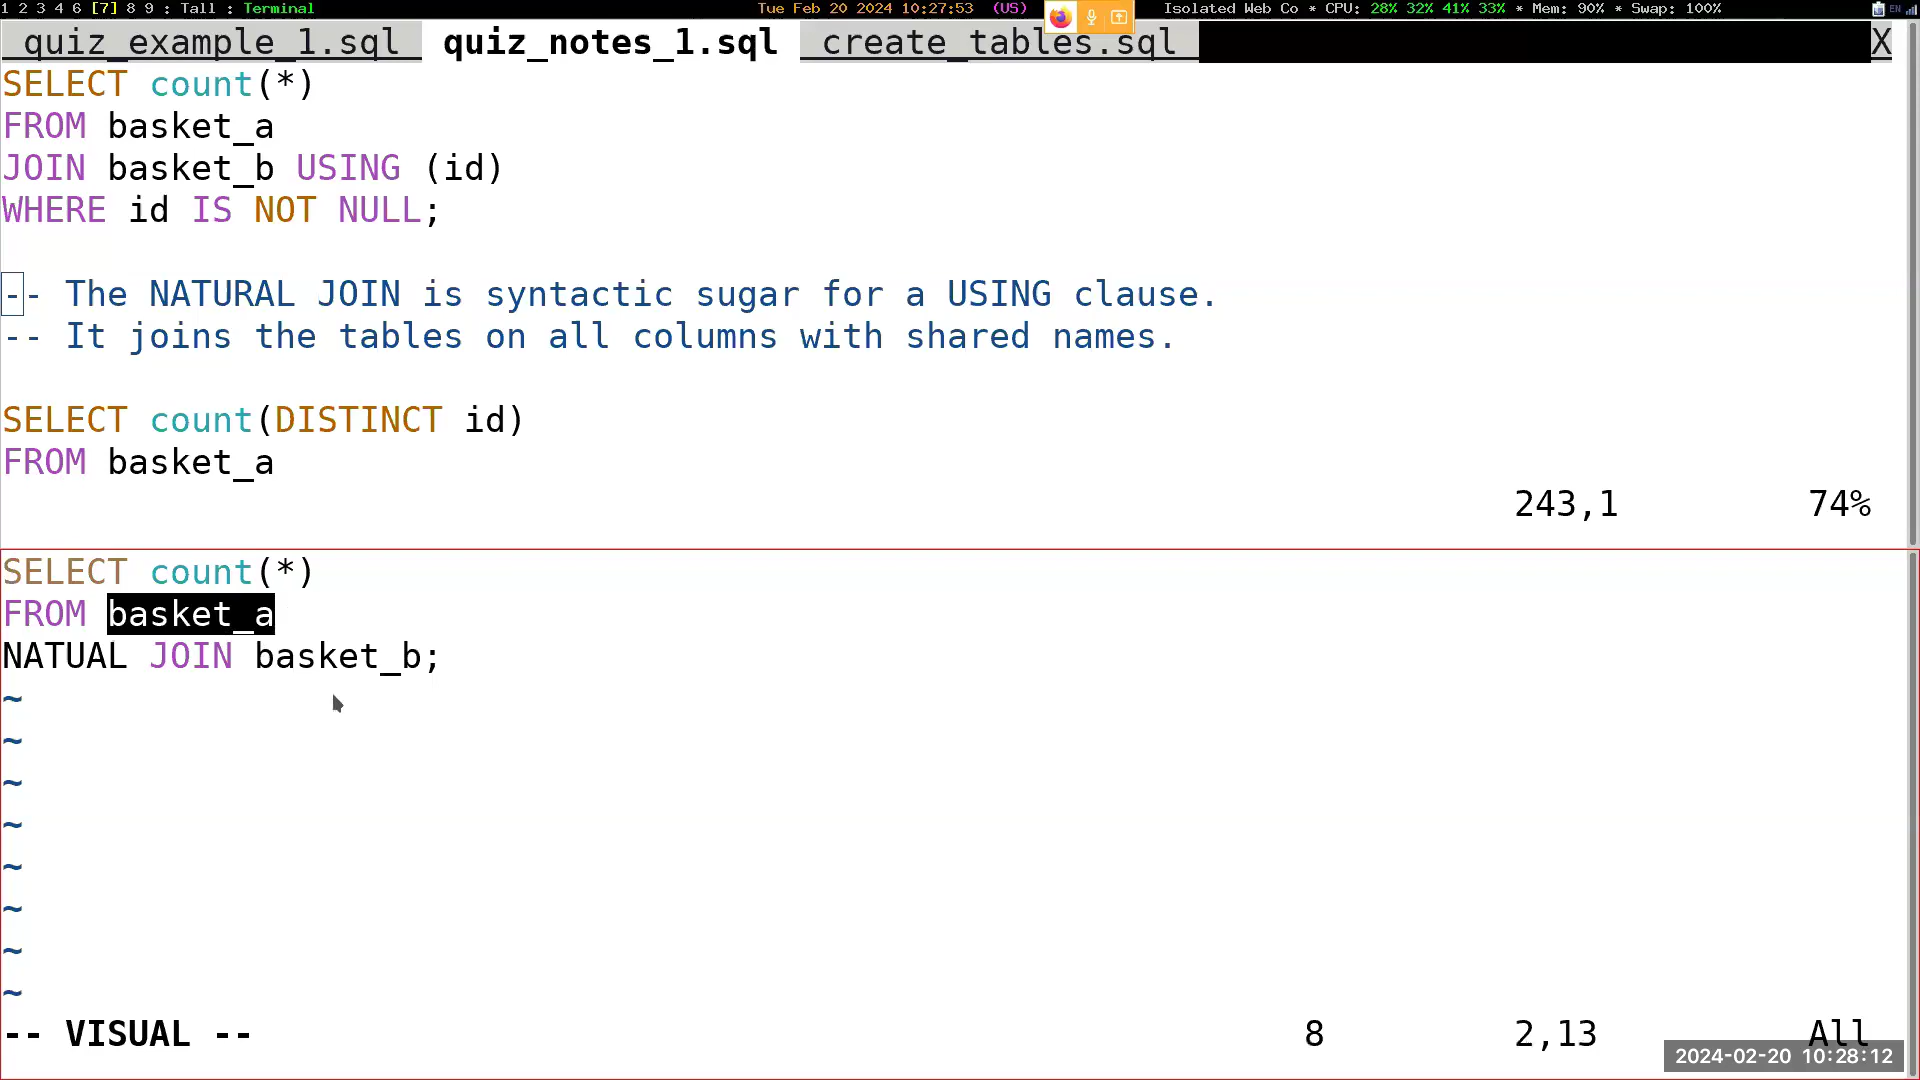 1 2 3 4 6 [7] 8 9 : Tall : Terminal Tue Feb 20 2024 10:27:53 (US) Isolated Web Co * CPU: 28% 32% 41% 33% * Mem: 90% * Swap: 100% EN
quiz_example_1.sql quiz_notes_1.sql create_tables.sql X
SELECT count(*)
FROM basket_a
JOIN basket_b USING (id)
WHERE id IS NOT NULL;
-- The NATURAL JOIN is syntactic sugar for a USING clause.
-- It joins the tables on all columns with shared names.
SELECT count(DISTINCT id)
FROM basket_a
243,1 74%
SELECT count(*)
FROM basket_a
NATUAL JOIN basket_b;
~
~
~
~
~
~
~
~
-- VISUAL -- 8 2,13 All
2024-02-20 10:28:12